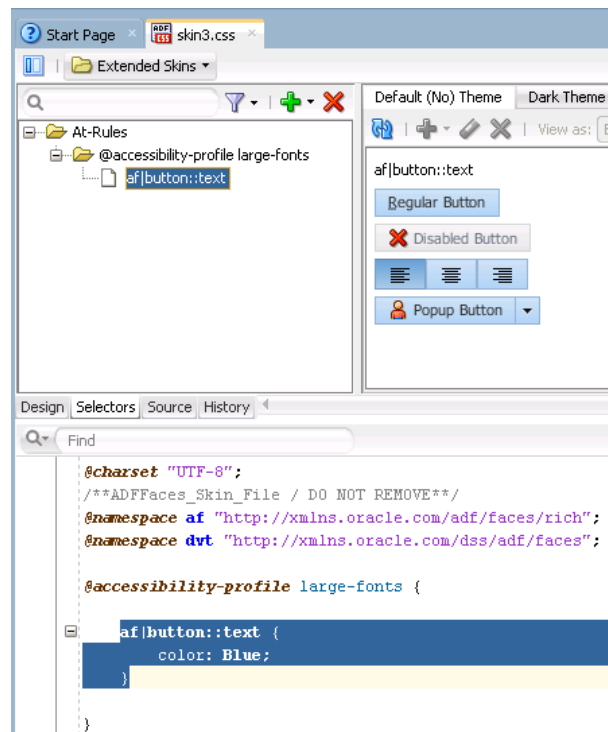 Start Page
ADF CSS skin3.css
Extended Skins
At-Rules
@accessibility-profile large-fonts
af|button::text
Default (No) Theme
Dark Theme
View as:
af|button::text
Regular Button
Disabled Button
Popup Button
Design Selectors Source History
Find
@charset "UTF-8";
/**ADFFaces_Skin_File / DO NOT REMOVE**/
@namespace af "http://xmlns.oracle.com/adf/faces/rich";
@namespace dvt "http://xmlns.oracle.com/dss/adf/faces";
@accessibility-profile large-fonts {
af|button::text {
color: Blue;
}
}